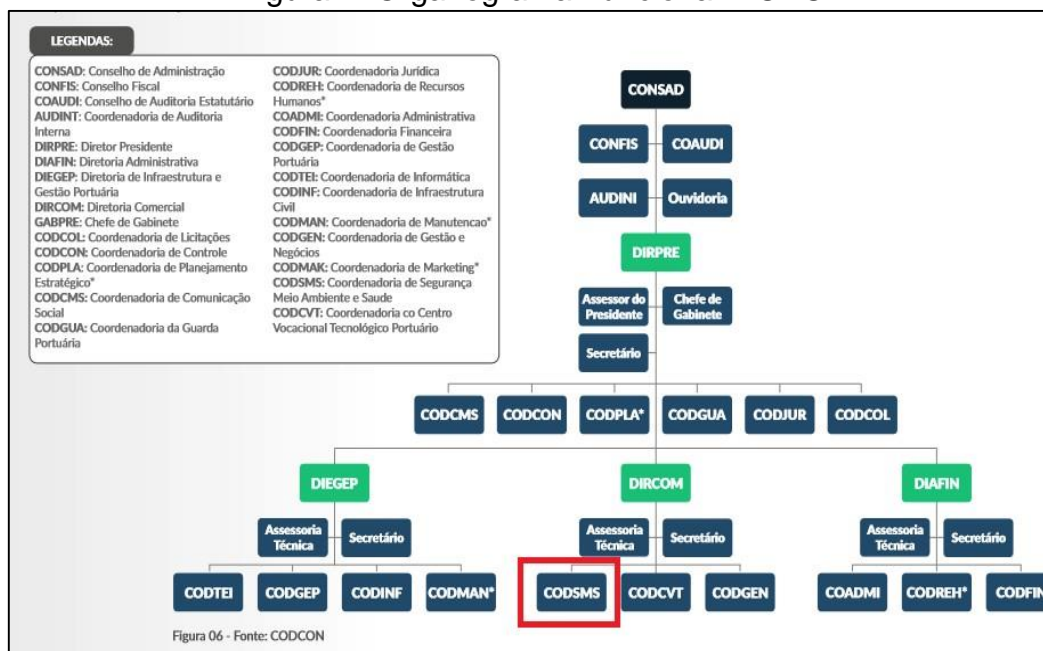 LEGENDAS:
CONSAD: Conselho de Administração
CONFIS: Conselho Fiscal
COAUDI: Conselho de Auditoria Estatutário
AUDINT: Coordenadoria de Auditoria
Interna
DIRPRE: Diretor Presidente
DIAFIN: Diretoria Administrativa
DIEGEP: Diretoria de Infraestrutura e
Gestão Portuária
DIRCOM: Diretoria Comercial
GABPRE: Chefe de Gabinete
CODCOL: Coordenadoria de Licitações
CODCON: Coordenadoria de Controle
CODPLA: Coordenadoria de Planejamento
Estratégico*
CODCMS: Coordenadoria de Comunicação
Social
CODGUA: Coordenadoria da Guarda
Portuária
CODJUR: Coordenadoria Jurídica
CODREH: Coordenadoria de Recursos
Humanos*
COADMI: Coordenadoria Administrativa
CODFIN: Coordenadoria Financeira
CODGEP: Coordenadoria de Gestão
Portuária
CODTEI: Coordenadoria de Informática
CODINF: Coordenadoria de Infraestrutura
Civil
CODMAN: Coordenadoria de Manutencao*
CODGEN: Coordenadoria de Gestão e
Negócios
CODMAK: Coordenadoria de Marketing*
CODSMS: Coordenadoria de Segurança
Meio Ambiente e Saude
CODCVT: Coordenadoria co Centro
Vocacional Tecnológico Portuário
CONSAD
CONFIS COAUDI
AUDINI Ouvidoria
DIRPRE
Assessor do
Presidente
Chefe de
Gabinete
Secretário
CODCMS CODCON CODPLA* CODGUA CODJUR CODCOL
DIEGEP DIRCOM DIAFIN
Assessoria
Técnica
Secretário
Assessoria
Técnica
Secretário
Assessoria
Técnica
Secretário
CODTEI CODGEP CODINF CODMAN* CODSMS CODCVT CODGEN COADMI CODREH* CODFIN
Figura 06 - Fonte: CODCON